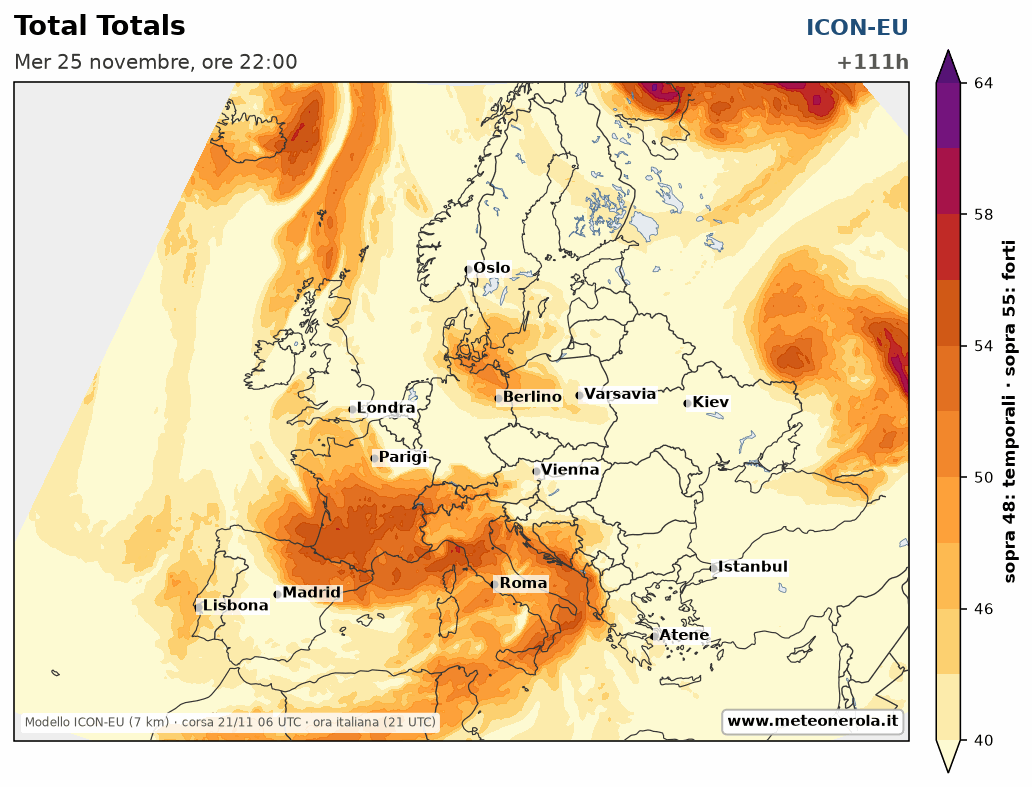 Total Totals
ICON-EU
Mer 25 novembre, ore 22:00
+111h
64
58
54
50
46
40
sopra 48: temporali · sopra 55: forti
Oslo
Berlino
Varsavia
Kiev
Londra
Parigi
Vienna
Istanbul
Roma
Madrid
Lisbona
Atene
Modello ICON-EU (7 km) · corsa 21/11 06 UTC · ora italiana (21 UTC)
www.meteonerola.it